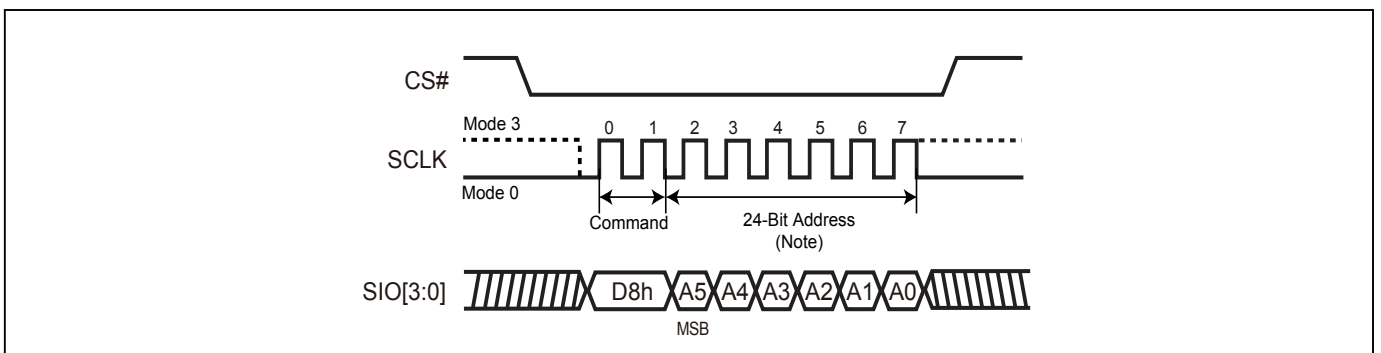 CS#
Mode 3
0 1 2 3 4 5 6 7
SCLK
Mode 0
Command
24-Bit Address
(Note)
SIO[3:0]
D8h A5 A4 A3 A2 A1 A0
MSB